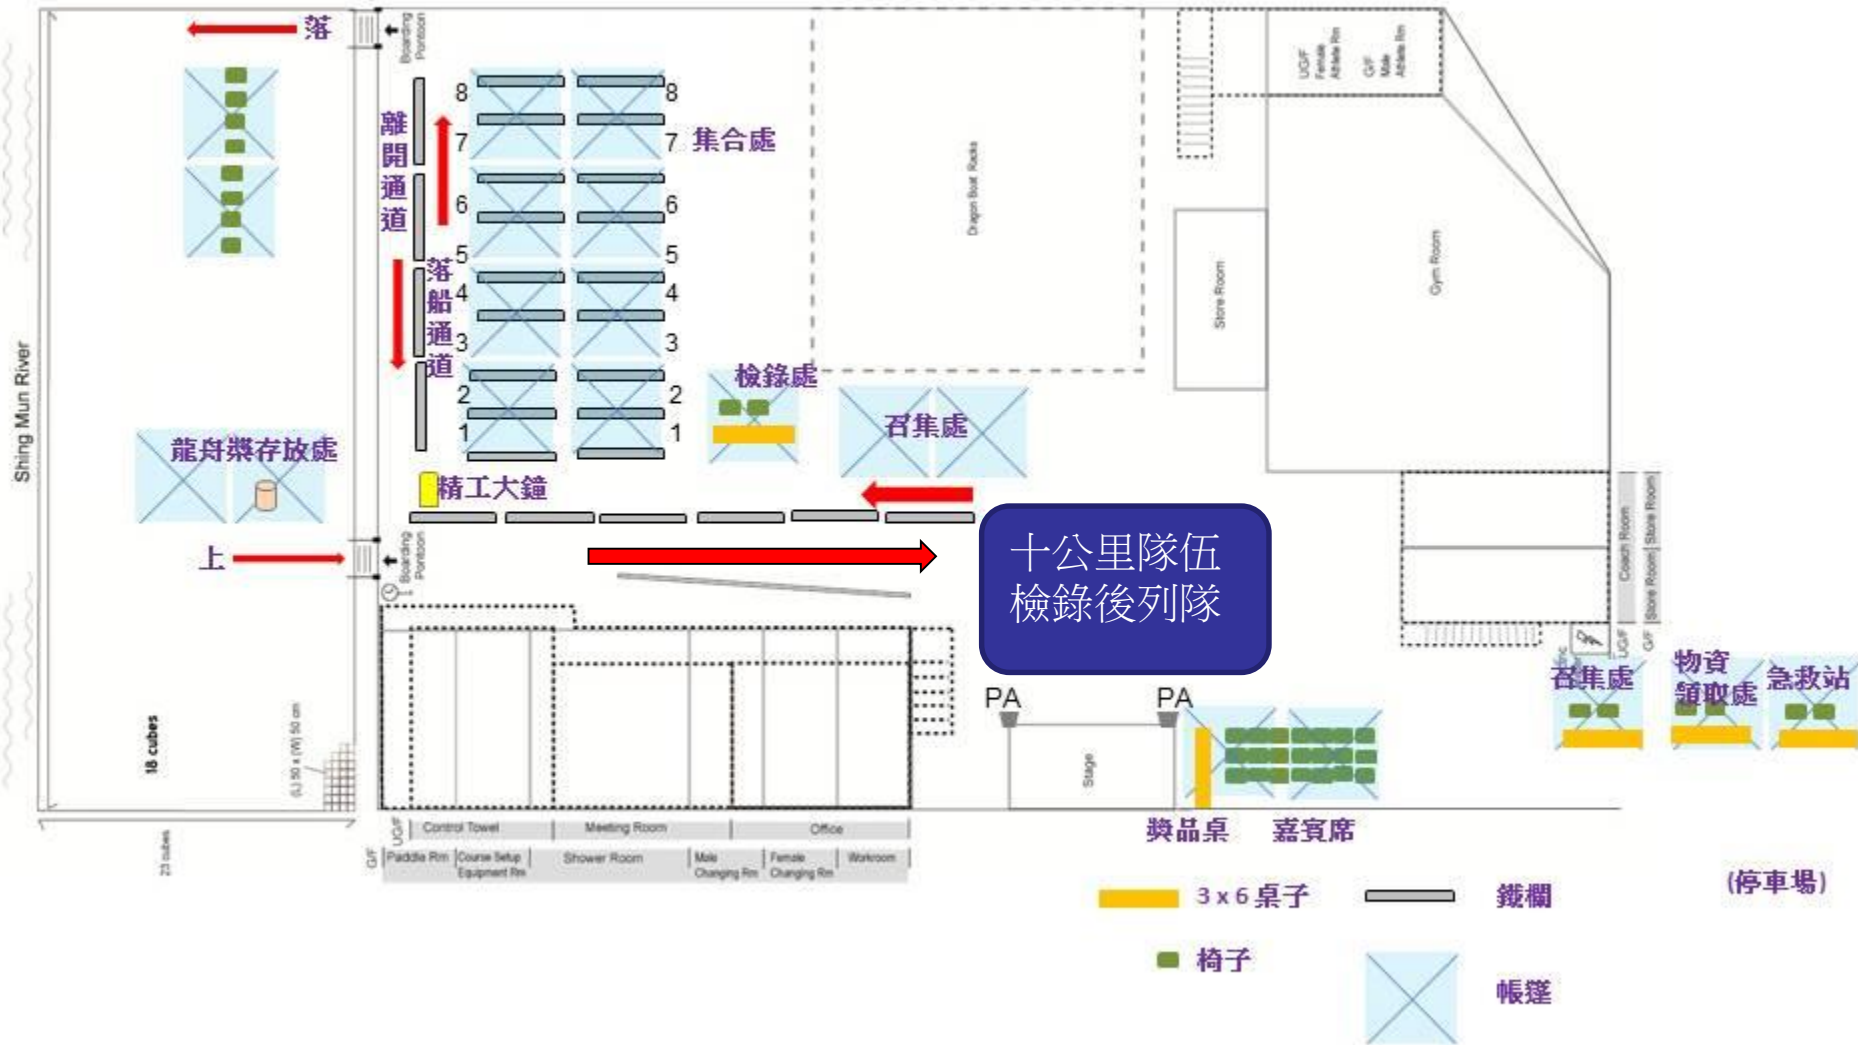 落
Boarding
Pontoon
UG/F
Female
Athlete Rm
G/F
Male
Athlete Rm
8
8
離開通道
7
7
集合處
6
6
5
5
落船通道
4
4
3
3
2
2
1
1
Dragon Boat Racks
Store Room
Gym Room
Shing Mun River
檢錄處
召集處
龍舟槳存放處
精工大鐘
上
Boarding
Pontoon
十公里隊伍
檢錄後列隊
Coach Room
Store Room
Store Room
UG/F
G/F
召集處
物資
領取處
急救站
PA
PA
Stage
18 cubes
(L) 50 x (W) 50 cm
23 cubes
G/F
UG/F
Control Towel
Meeting Room
Office
Paddle Rm
Course Setup
Equipment Rm
Shower Room
Male
Changing Rm
Female
Changing Rm
Workroom
獎品桌
嘉賓席
(停車場)
3 x 6 桌子
鐵欄
椅子
帳篷